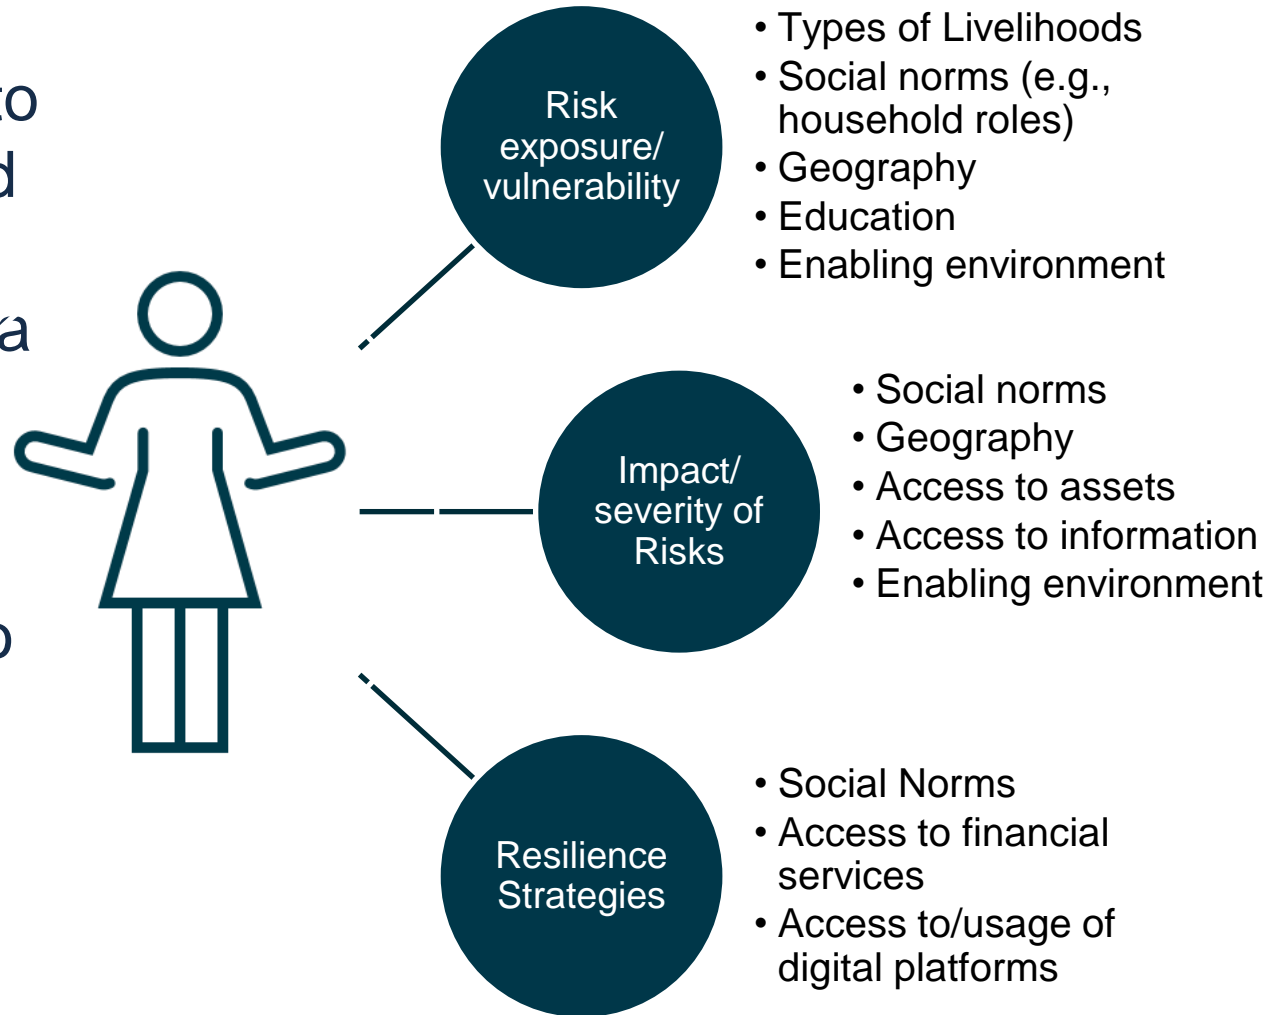 to
d
a
o
Risk
exposure/
vulnerability
• Types of Livelihoods
• Social norms (e.g.,
household roles)
• Geography
• Education
• Enabling environment
Impact/
severity of
Risks
• Social norms
• Geography
• Access to assets
• Access to information
• Enabling environment
Resilience
Strategies
• Social Norms
• Access to financial
services
• Access to/usage of
digital platforms